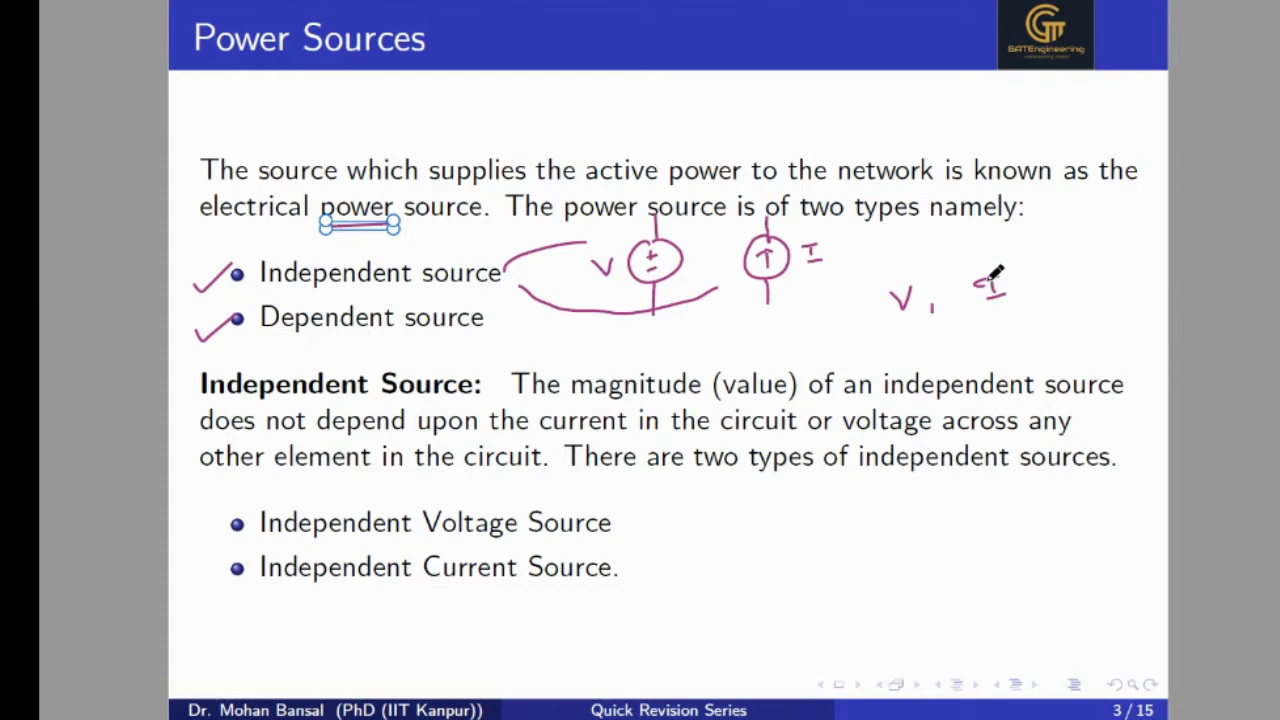 Power Sources
GATEngineering
The source which supplies the active power to the network is known as the
electrical power source. The power source is of two types namely:
Independent source
V
I
V , I
Dependent source
Independent Source: The magnitude (value) of an independent source
does not depend upon the current in the circuit or voltage across any
other element in the circuit. There are two types of independent sources.
Independent Voltage Source
Independent Current Source.
Dr. Mohan Bansal (PhD (IIT Kanpur)) Quick Revision Series 3 / 15